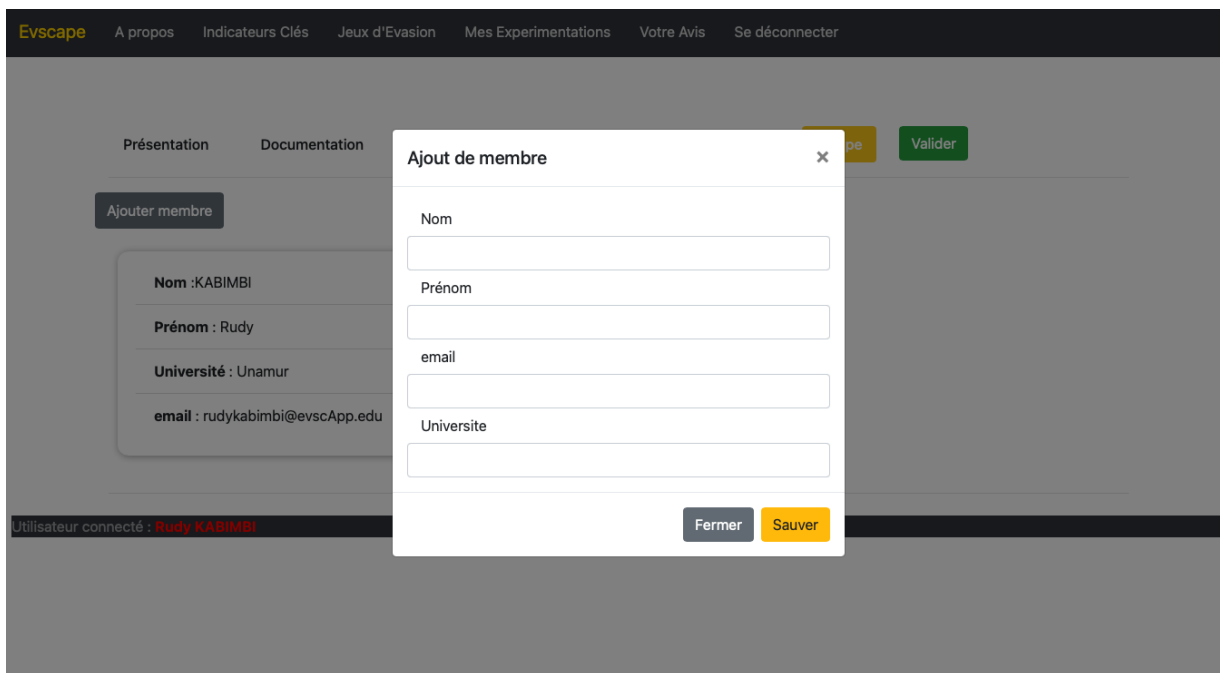 Evscape A propos Indicateurs Clés Jeux d'Evasion Mes Experimentations Votre Avis Se déconnecter
Présentation Documentation Valider
Ajout de membre ×
Ajouter membre
Nom
Nom :KABIMBI
Prénom
Prénom : Rudy
email
Université : Unamur
email : rudykabimbi@evscApp.edu
Universite
Fermer Sauver
Utilisateur connecté : Rudy KABIMBI